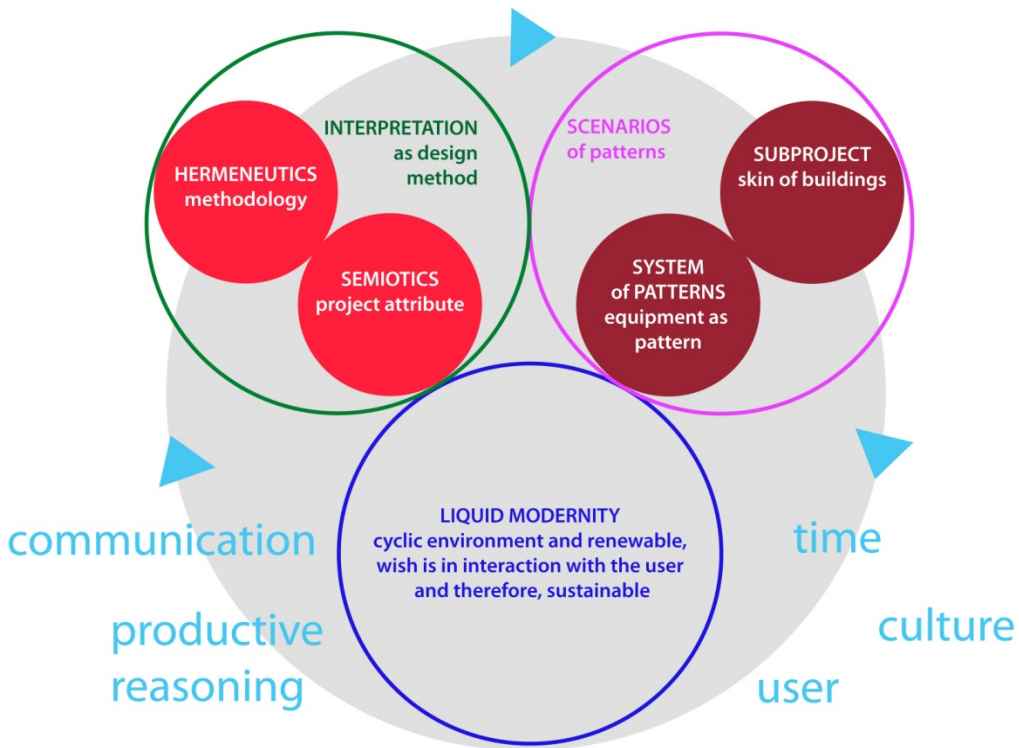 INTERPRETATION
as design
method
HERMENEUTICS
methodology
SEMIOTICS
project attribute
SCENARIOS
of patterns
SUBPROJECT
skin of buildings
SYSTEM
of PATTERNS
equipment as
pattern
LIQUID MODERNITY
cyclic environment and renewable,
wish is in interaction with the user
and therefore, sustainable
communication
productive
reasoning
time
culture
user